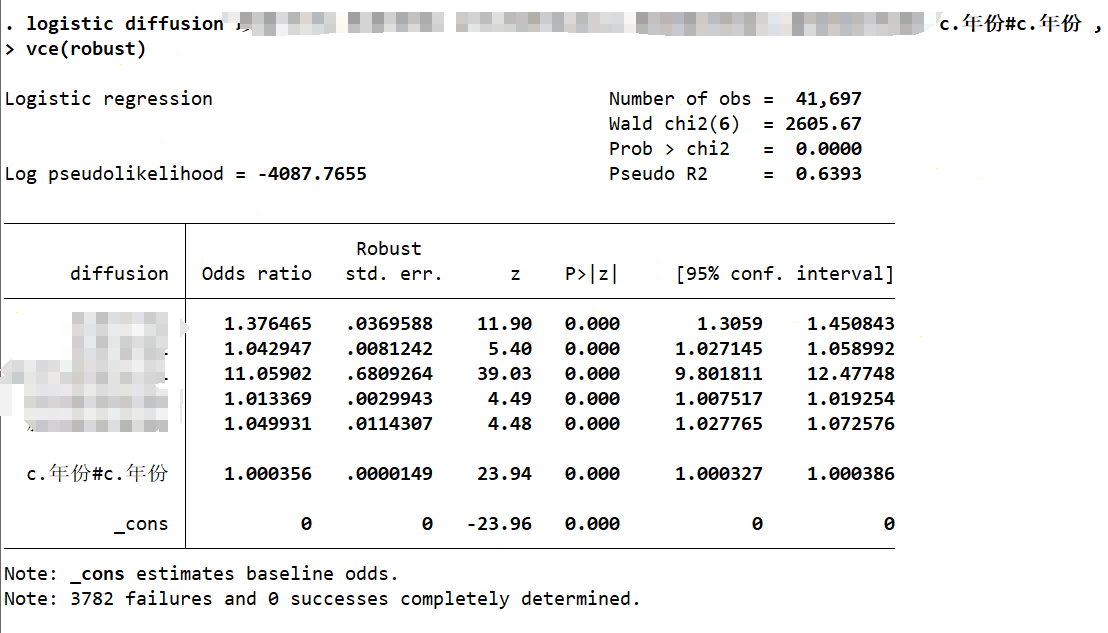 . logistic diffusion c.年份#c.年份 ,
> vce(robust)
Logistic regression Number of obs = 41,697
Wald chi2(6) = 2605.67
Prob > chi2 = 0.0000
Log pseudolikelihood = -4087.7655 Pseudo R2 = 0.6393
Robust
diffusion Odds ratio std. err. z P>|z| [95% conf. interval]
1.376465 .0369588 11.90 0.000 1.3059 1.450843
1.042947 .0081242 5.40 0.000 1.027145 1.058992
11.05902 .6809264 39.03 0.000 9.801811 12.47748
1.013369 .0029943 4.49 0.000 1.007517 1.019254
1.049931 .0114307 4.48 0.000 1.027765 1.072576
c.年份#c.年份 1.000356 .0000149 23.94 0.000 1.000327 1.000386
_cons 0 0 -23.96 0.000 0 0
Note: _cons estimates baseline odds.
Note: 3782 failures and 0 successes completely determined.